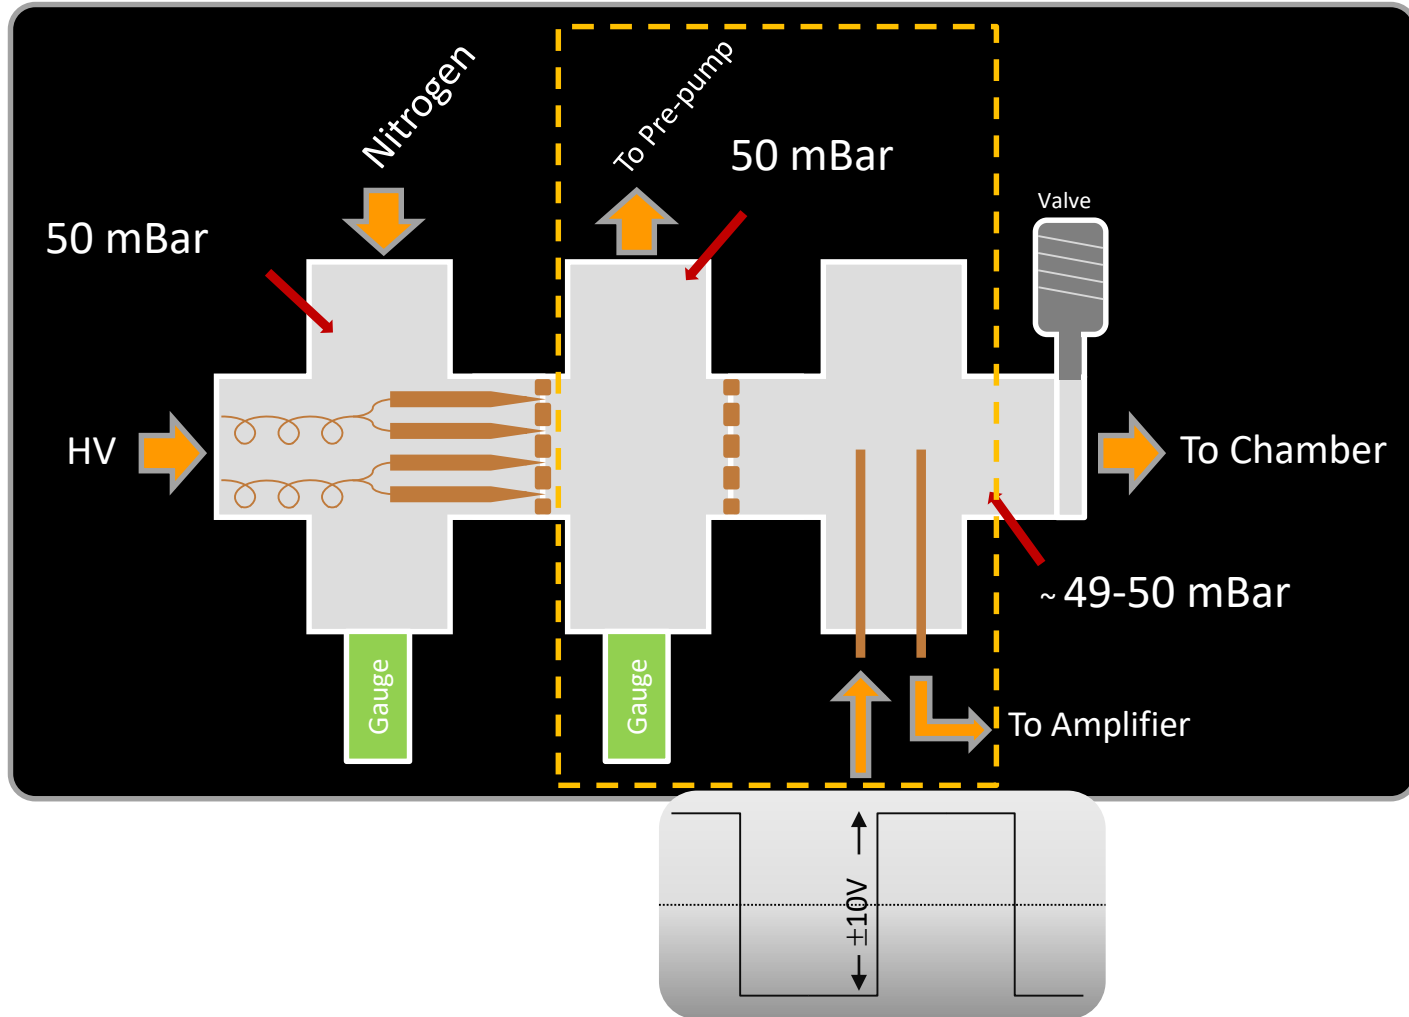 Nitrogen
To Pre-pump
50 mBar
Valve
50 mBar
HV
To Chamber
~ 49-50 mBar
Gauge
Gauge
To Amplifier
±10V